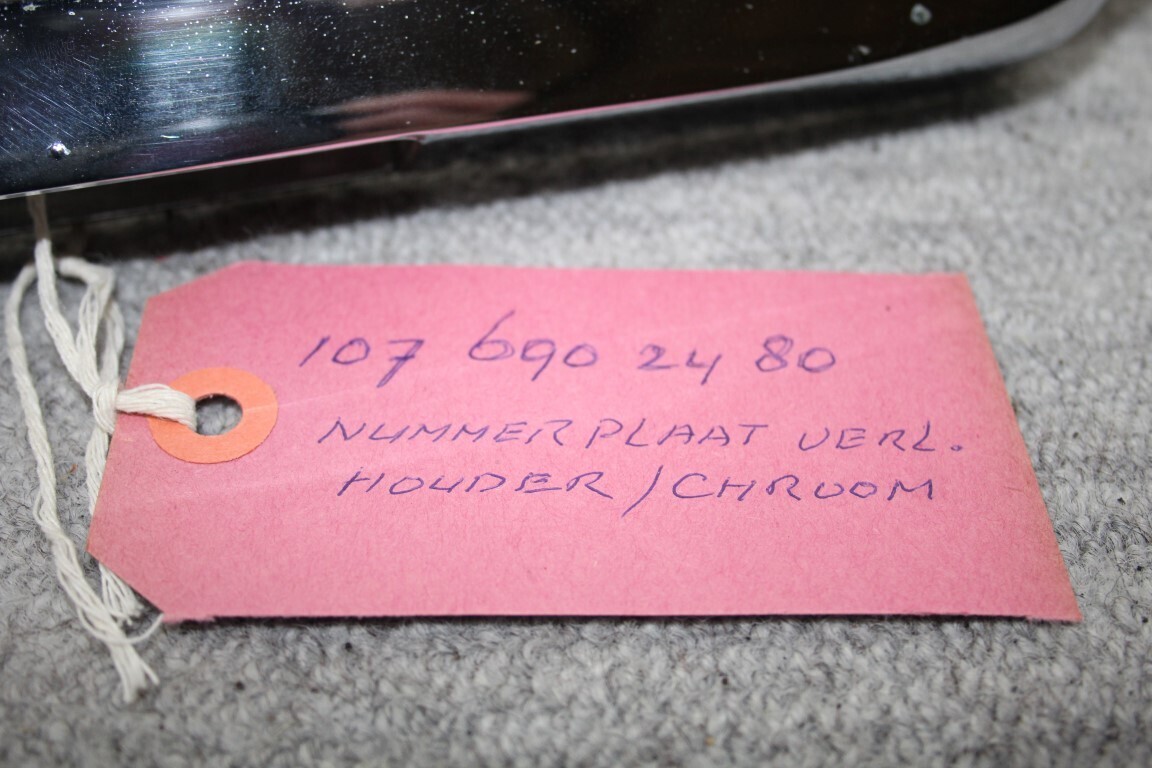 107 690 24 80
NUMMERPLAAT VERL.
HOUDER / CHROOM